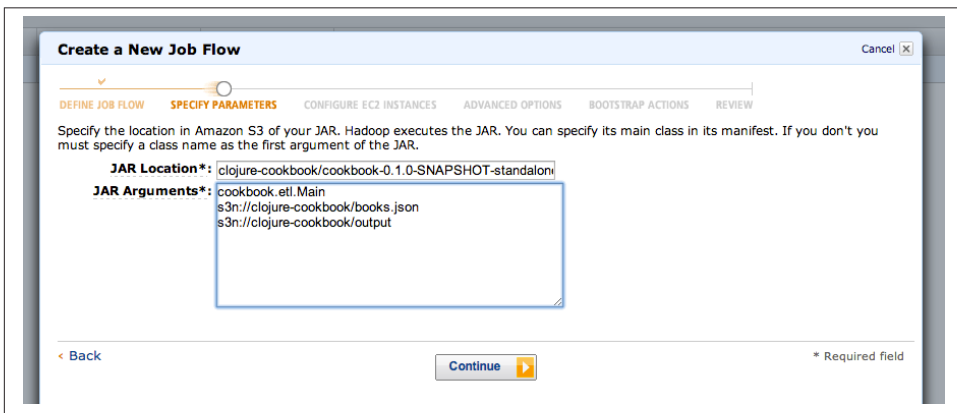 Create a New Job Flow
Cancel
DEFINE JOB FLOW SPECIFY PARAMETERS CONFIGURE EC2 INSTANCES ADVANCED OPTIONS BOOTSTRAP ACTIONS REVIEW
Specify the location in Amazon S3 of your JAR. Hadoop executes the JAR. You can specify its main class in its manifest. If you don't you
must specify a class name as the first argument of the JAR.
JAR Location*: clojure-cookbook/cookbook-0.1.0-SNAPSHOT-standalon
JAR Arguments*: cookbook.etl.Main
s3n://clojure-cookbook/books.json
s3n://clojure-cookbook/output
< Back
Continue
* Required field